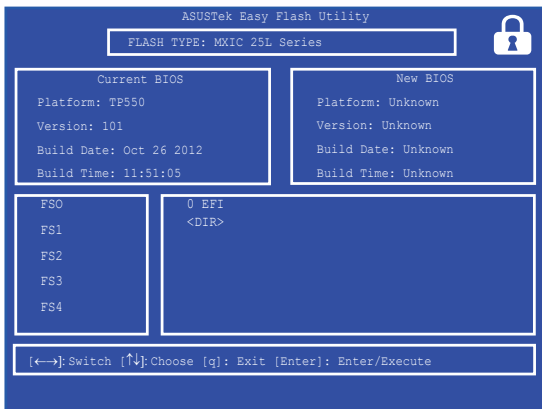 ASUSTek Easy Flash Utility
FLASH TYPE: MXIC 25L Series
Current BIOS
Platform: TP550
Version: 101
Build Date: Oct 26 2012
Build Time: 11:51:05
New BIOS
Platform: Unknown
Version: Unknown
Build Date: Unknown
Build Time: Unknown
FSO
FS1
FS2
FS3
FS4
0 EFI
<DIR>
[←→]: Switch [↑↓]: Choose [q]: Exit [Enter]: Enter/Execute